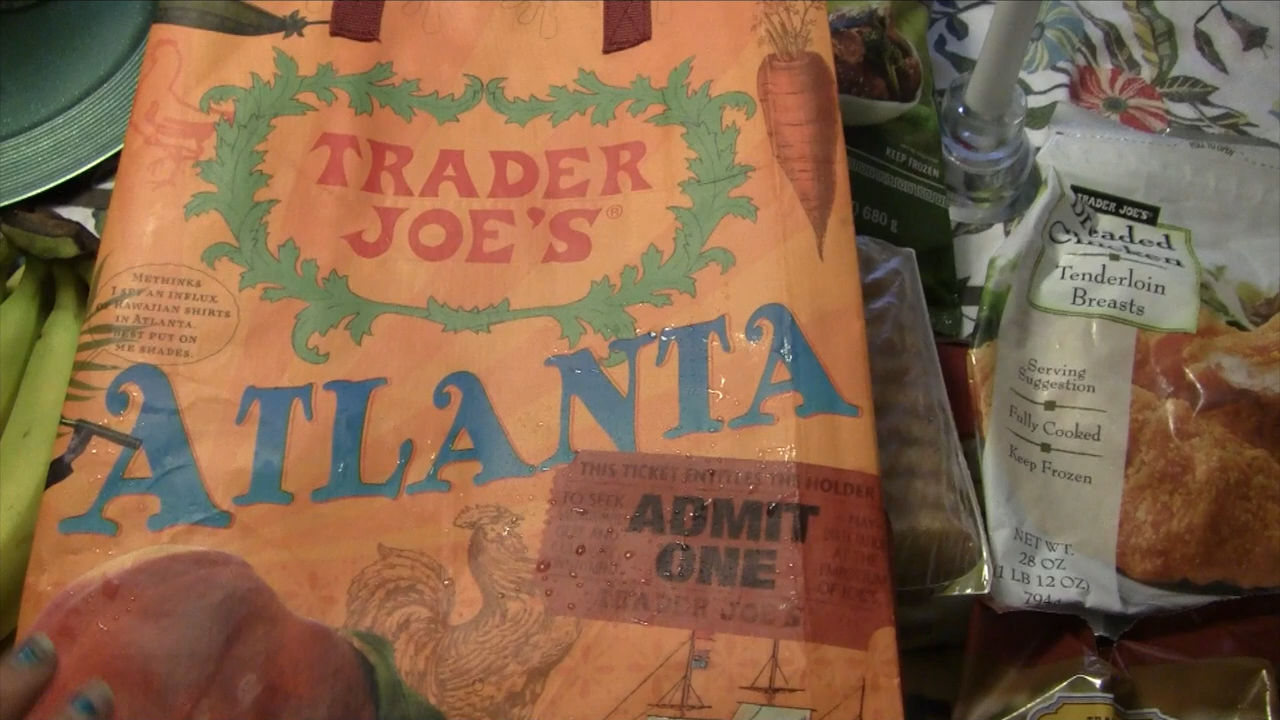 TRADER
JOE'S®
METHINKS
I SEE AN INFLUX
OF HAWAIIAN SHIRTS
IN ATLANTA.
BEST PUT ON
ME SHADES.
ATLANTA
THIS TICKET ENTITLES THE HOLDER
TO SEEK
ADMIT
ONE
TRADER JOE'S
KEEP FROZEN
680 g
TRADER JOE'S®
Breaded
Chicken
Tenderloin
Breasts
Serving
Suggestion
Fully Cooked
Keep Frozen
NET WT.
28 OZ
(1 LB 12 OZ)
794